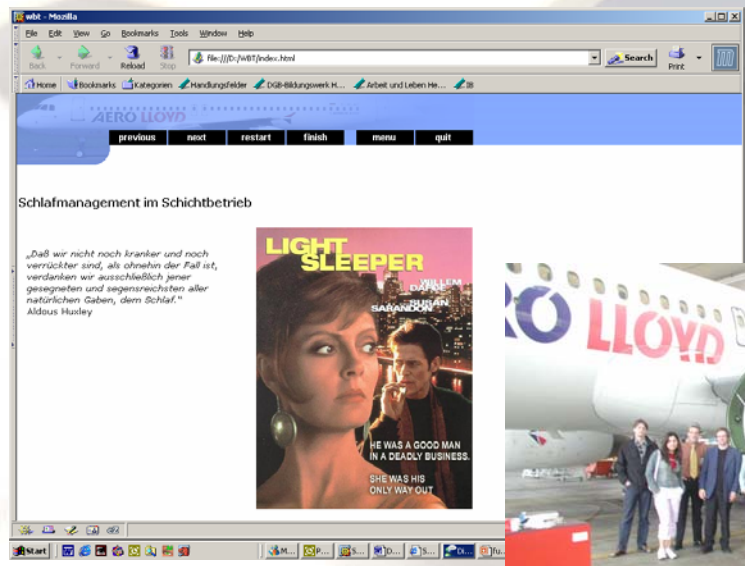 wbt - Mozilla
File Edit View Go Bookmarks Tools Window Help
Back Forward Reload Stop file:///D:/WBT/index.html Search Print
Home Bookmarks Kategorien Handlungsfelder DGB-Bildungswerk H... Arbeit und Leben He...
AERO LLOYD
previous next restart finish menu quit
Schlafmanagement im Schichtbetrieb
„Daß wir nicht noch kranker und noch
verrückter sind, als ohnehin der Fall ist,
verdanken wir ausschließlich jener
gesegneten und segensreichsten aller
natürlichen Gaben, dem Schlaf."
Aldous Huxley
LIGHT
SLEEPER
WILLEM
DAFOE
SUSAN
SARANDON
HE WAS A GOOD MAN
IN A DEADLY BUSINESS.
SHE WAS HIS
ONLY WAY OUT
O LLOYD
Start M... P... S... D... S... Di... fu...